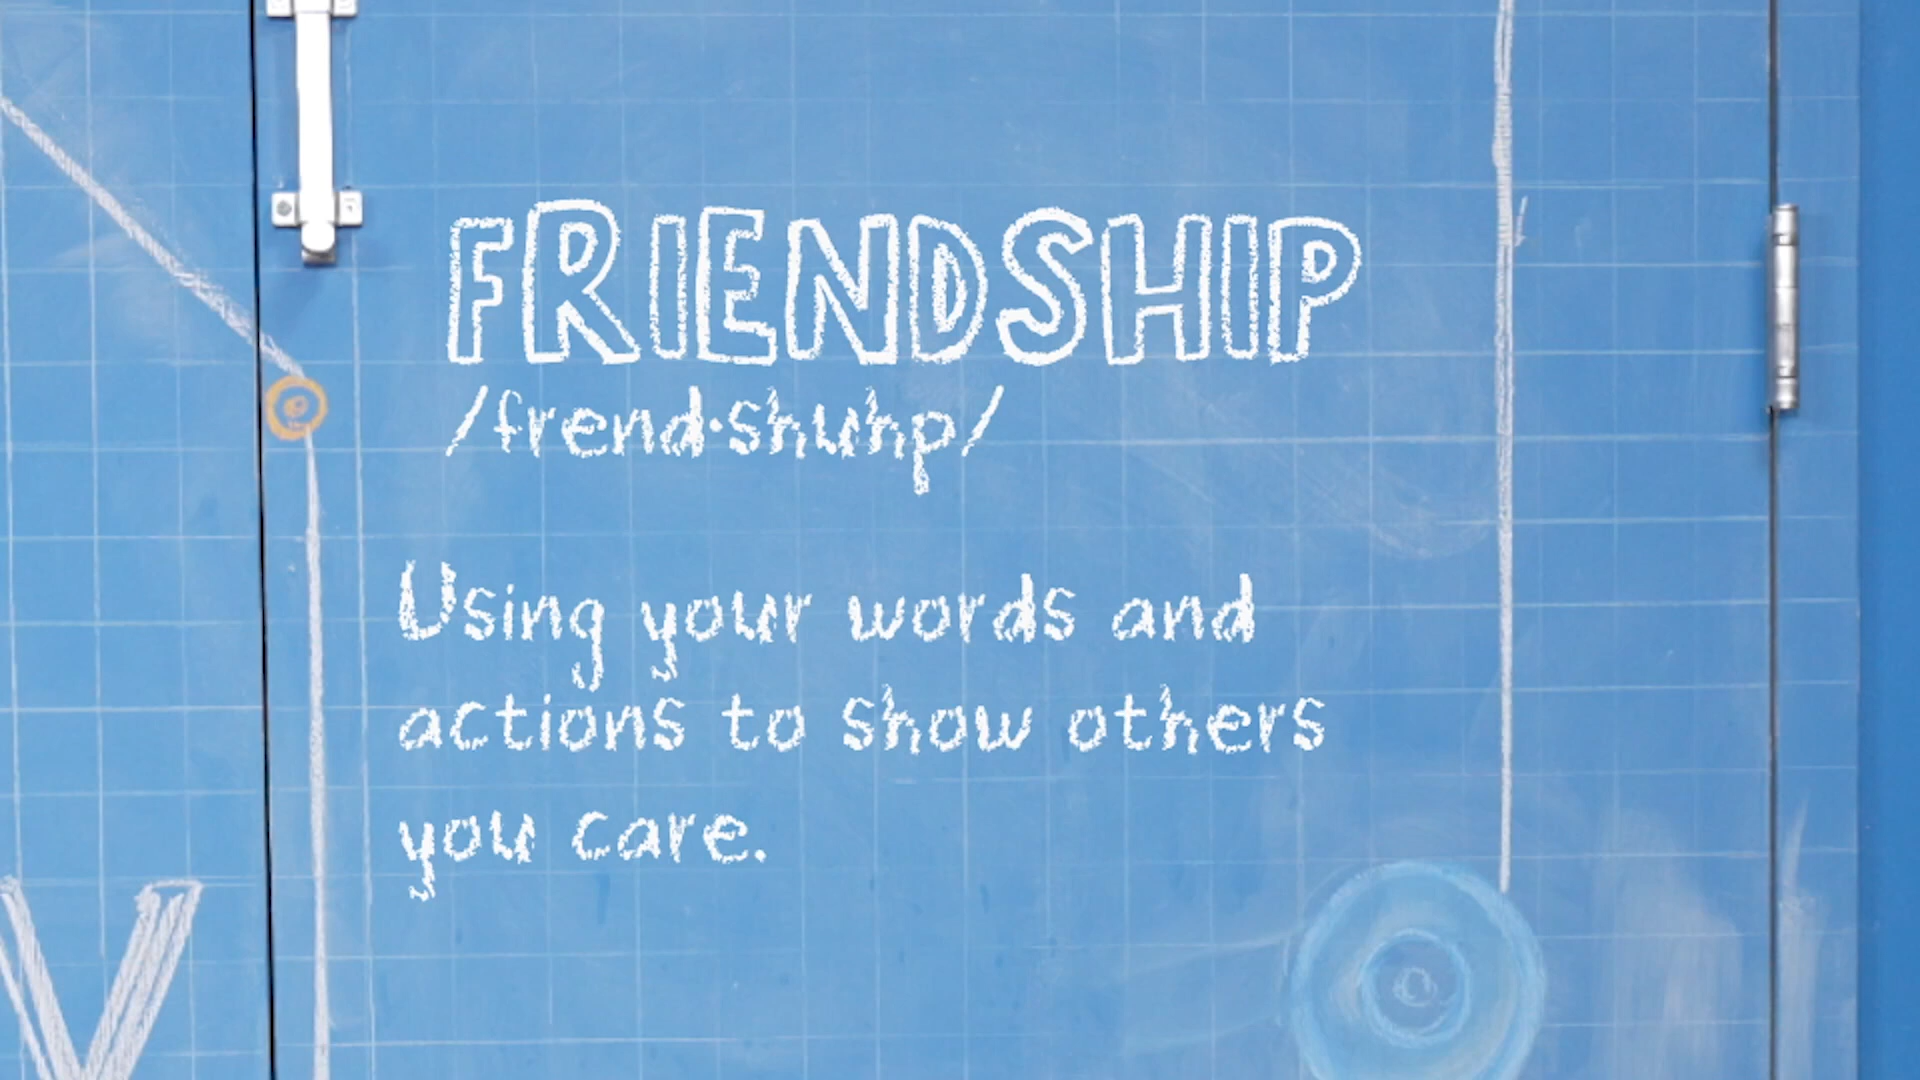 FRIENDSHIP
/frend·shuhp/
Using your words and
actions to show others
you care.